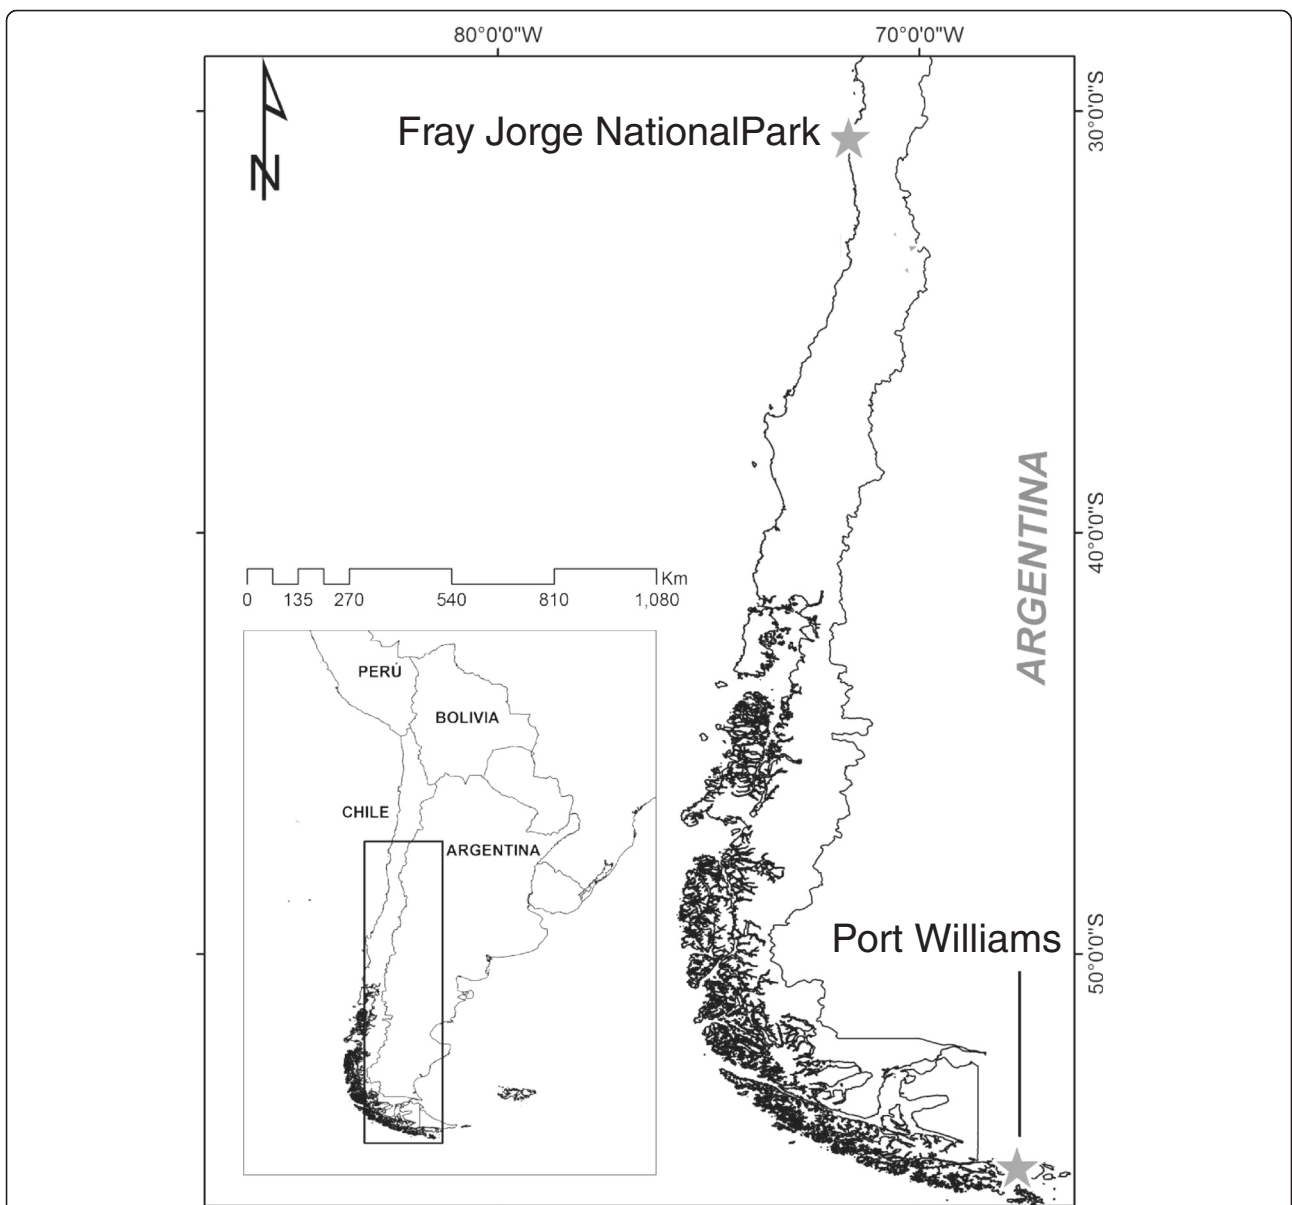 80°0'0"W 70°0'0"W
N
Fray Jorge NationalPark
30°0'0"S
ARGENTINA
40°0'0"S
Km
0 135 270 540 810 1,080
PERÚ
BOLIVIA
CHILE
ARGENTINA
Port Williams
50°0'0"S